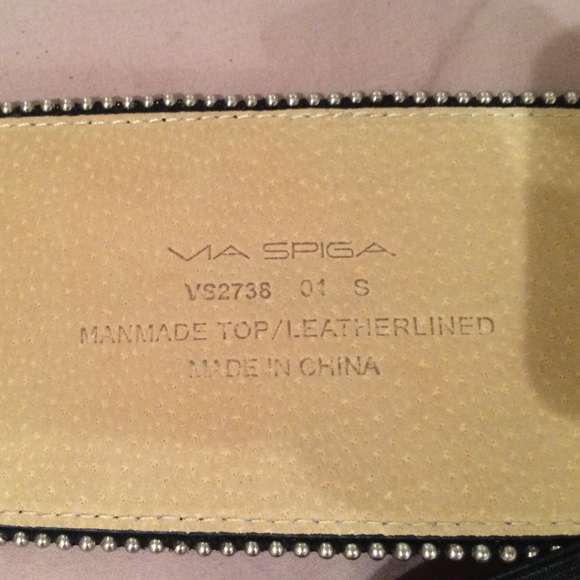 VIA SPIGA
VS2738 01 S
MANMADE TOP/LEATHERLINED
MADE IN CHINA